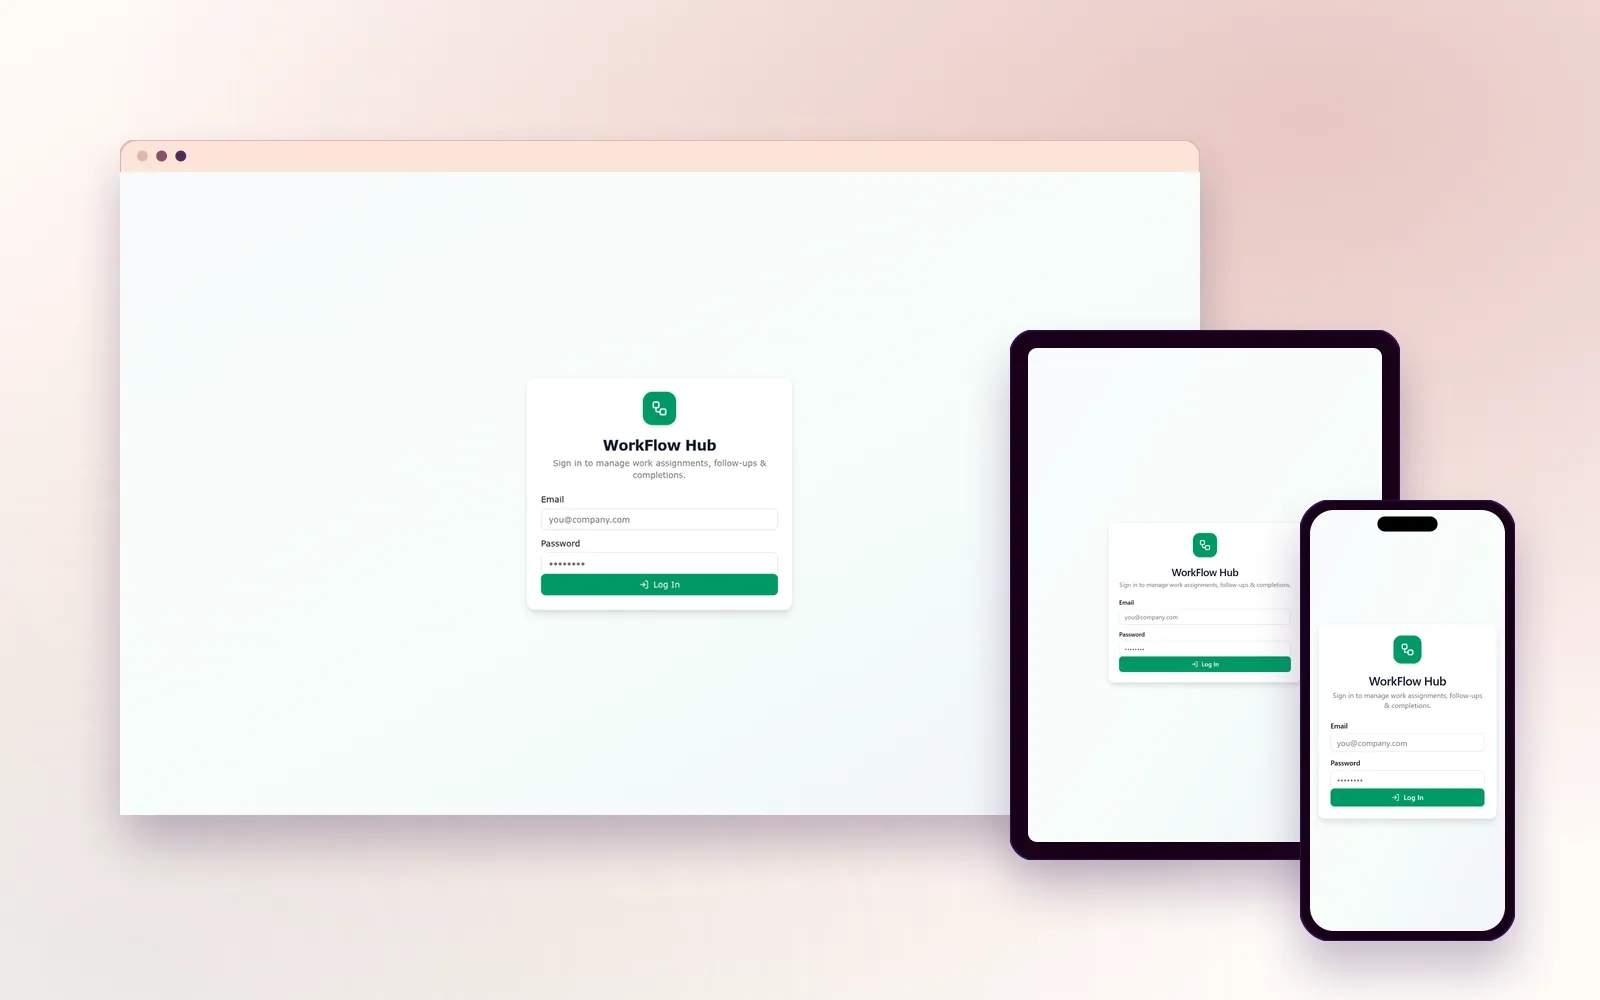 WorkFlow Hub
Sign in to manage work assignments, follow-ups &
completions.
Email
you@company.com
Password
••••••••
Log In
WorkFlow Hub
Sign in to manage work assignments, follow-ups & completions.
Email
you@company.com
Password
••••••••
Log In
WorkFlow Hub
Sign in to manage work assignments, follow-ups
& completions.
Email
you@company.com
Password
••••••••
Log In